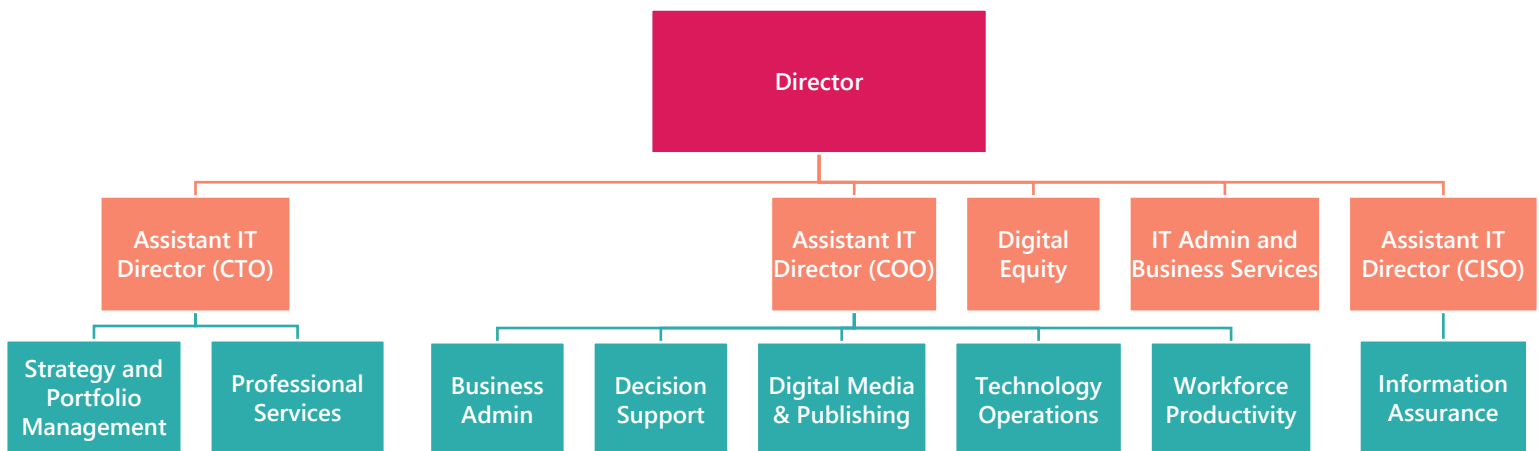 Director
Assistant IT
Director (CTO)
Assistant IT
Director (COO)
Digital
Equity
IT Admin and
Business Services
Assistant IT
Director (CISO)
Strategy and
Portfolio
Management
Professional
Services
Business
Admin
Decision
Support
Digital Media
& Publishing
Technology
Operations
Workforce
Productivity
Information
Assurance